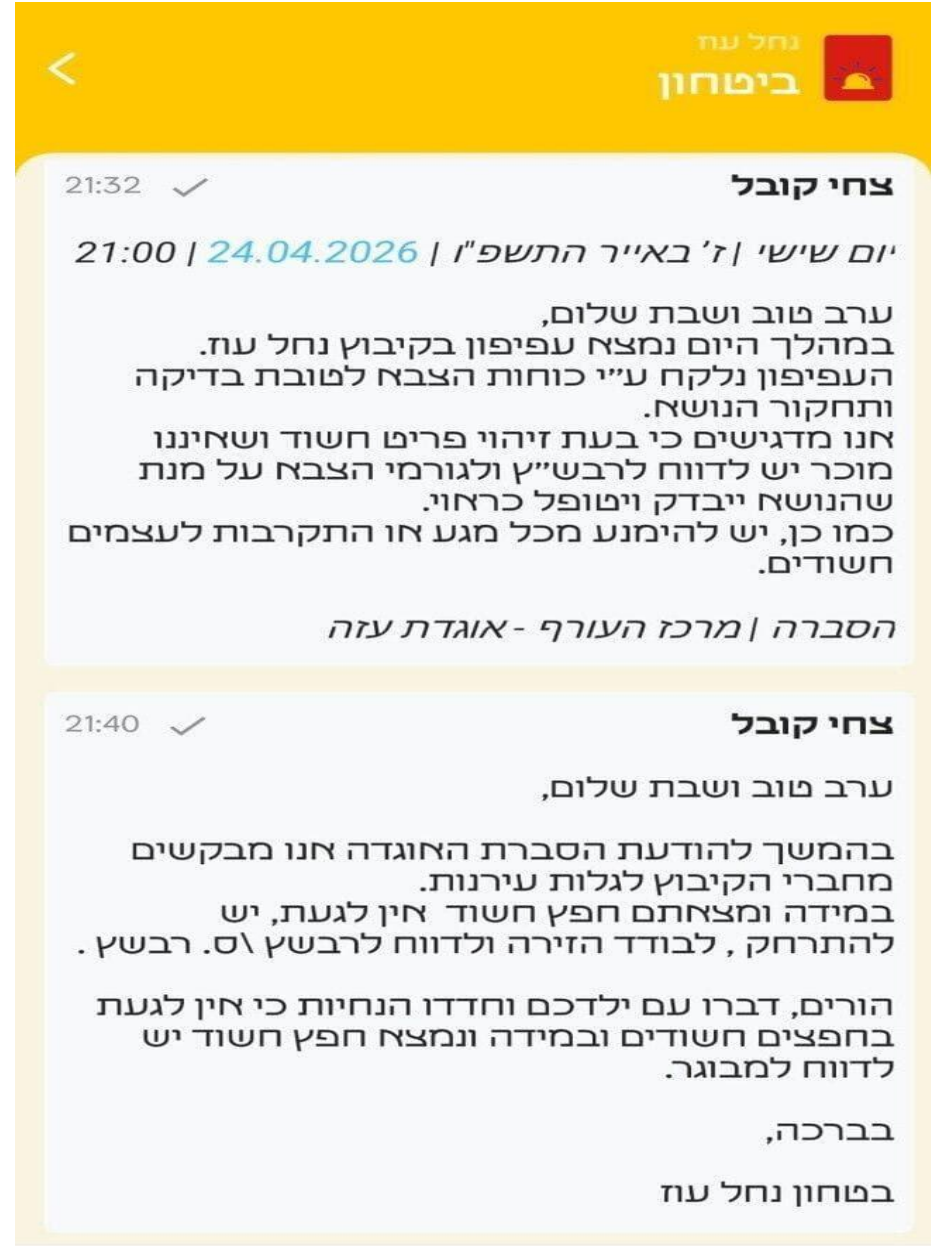 נחל עוז
ביטחון
צחי קובל
21:32
יום שישי | ז' באייר התשפ"ו | 24.04.2026 | 21:00
ערב טוב ושבת שלום,
במהלך היום נמצא עפיפון בקיבוץ נחל עוז.
העפיפון נלקח ע״י כוחות הצבא לטובת בדיקה
ותחקור הנושא.
אנו מדגישים כי בעת זיהוי פריט חשוד ושאיננו
מוכר יש לדווח לרבש״ץ ולגורמי הצבא על מנת
שהנושא ייבדק ויטופל כראוי.
כמו כן, יש להימנע מכל מגע או התקרבות לעצמים
חשודים.
הסברה | מרכז העורף - אוגדת עזה
צחי קובל
21:40
ערב טוב ושבת שלום,
בהמשך להודעת הסברת האוגדה אנו מבקשים
מחברי הקיבוץ לגלות עירנות.
במידה ומצאתם חפץ חשוד אין לגעת, יש
להתרחק , לבודד הזירה ולדווח לרבשץ \ס. רבשץ .
הורים, דברו עם ילדכם וחדדו הנחיות כי אין לגעת
בחפצים חשודים ובמידה ונמצא חפץ חשוד יש
לדווח למבוגר.
בברכה,
בטחון נחל עוז